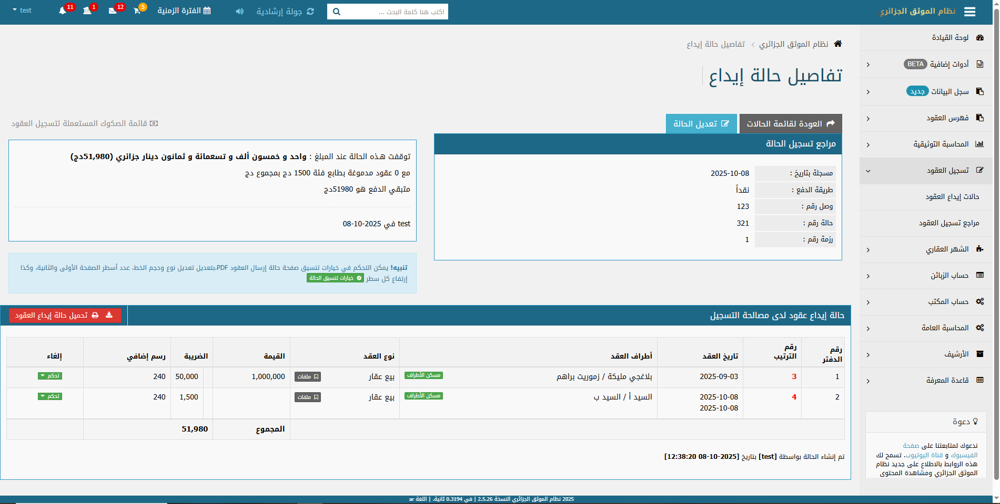 نظام الموثق الجزائري
اكتب هنا كلمة البحث ...
جولة إرشادية
الفترة الزمنية
5
12
1
11
test
لوحة القيادة
أدوات إضافية BETA
سجل البيانات جديد
فهرس العقود
المحاسبة التوثيقية
تسجيل العقود
حالات إيداع العقود
مراجع تسجيل العقود
الشهر العقاري
حساب الزبائن
حساب المكتب
المحاسبة العامة
الأرشيف
قاعدة المعرفة
دعوة
ندعوك لمتابعتنا على صفحة
الفيسبوك و قناة اليوتيوب. تسمح لك
هذه الروابط بالاطلاع على جديد نظام
الموثق الجزائري ومشاهدة المحتوى
نظام الموثق الجزائري > تفاصيل حالة إيداع
تفاصيل حالة إيداع
العودة لقائمة الحالات
تعديل الحالة
مراجع تسجيل الحالة
مسجلة بتاريخ : 2025-10-08
طريقة الدفع : نقداً
وصل رقم : 123
حالة رقم : 321
رزمة رقم : 1
قائمة الصكوك المستعملة لتسجيل العقود
توقفت هذه الحالة عند المبلغ : واحد و خمسون ألف و تسعمائة و ثمانون دينار جزائري (51,980دج)
مع 0 عقود مدموغة بطابع فئة 1500 دج بمجموع دج
متبقي الدفع هو 51980دج
test في 2025-10-08
تنبيه! يمكن التحكم في خيارات تنسيق صفحة حالة إرسال العقود PDF،بتعديل تعديل نوع وحجم الخط، عدد أسطر الصفحة الأولى والثانية، وكذا
إرتفاع كل سطر خيارات تنسيق الحالة
حالة إيداع عقود لدى مصالحة التسجيل
تحميل حالة إيداع العقود
رقم الدفتر
رقم الترتيب
تاريخ العقد
أطراف العقد
نوع العقد
القيمة
الضريبة
رسم إضافي
إلغاء
1
3
2025-09-03
بلاغجي مليكة / زموريت براهم
مسكن الأطراف
بيع عقار
ملفات
1,000,000
50,000
240
تحكم
2
4
2025-10-08
2025-10-08
السيد أ / السيد ب
مسكن الأطراف
بيع عقار
ملفات
1,500
240
تحكم
المجموع
51,980
تم إنشاء الحالة بواسطة [test] بتاريخ [2025-10-08 12:38:20]
2025 نظام الموثق الجزائري النسخة 2.5.26 | في 0.3194 ثانية. | اللغة ar